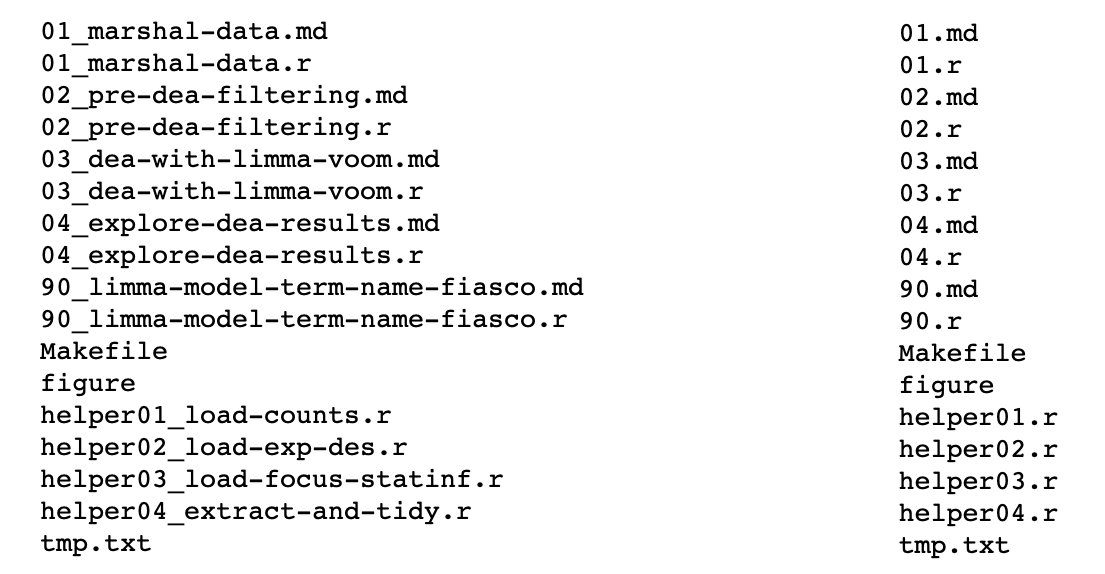 01_marshal-data.md
01_marshal-data.r
02_pre-dea-filtering.md
02_pre-dea-filtering.r
03_dea-with-limma-voom.md
03_dea-with-limma-voom.r
04_explore-dea-results.md
04_explore-dea-results.r
90_limma-model-term-name-fiasco.md
90_limma-model-term-name-fiasco.r
Makefile
figure
helper01_load-counts.r
helper02_load-exp-des.r
helper03_load-focus-statinf.r
helper04_extract-and-tidy.r
tmp.txt
01.md
01.r
02.md
02.r
03.md
03.r
04.md
04.r
90.md
90.r
Makefile
figure
helper01.r
helper02.r
helper03.r
helper04.r
tmp.txt